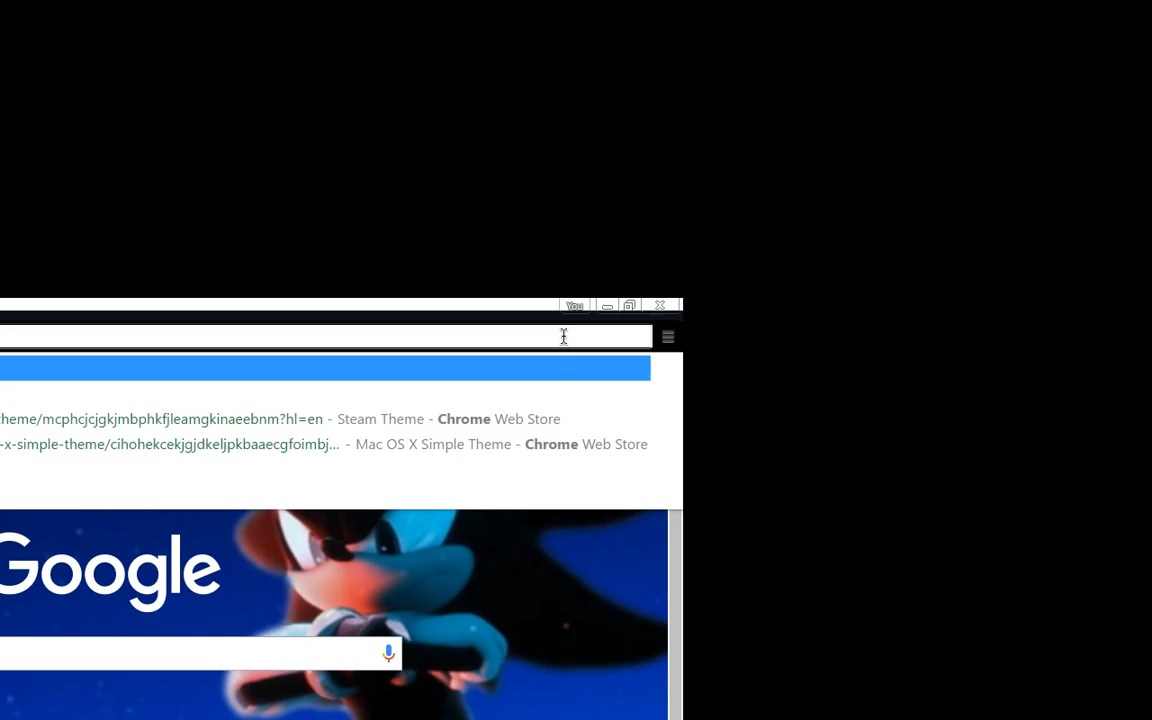 You
heme/mcphcjcjgkjmbphkfjleamgkinaeebnm?hl=en - Steam Theme - Chrome Web Store
-x-simple-theme/cihohekcekjgjdkeljpkbaaecgfoimbj... - Mac OS X Simple Theme - Chrome Web Store
Google